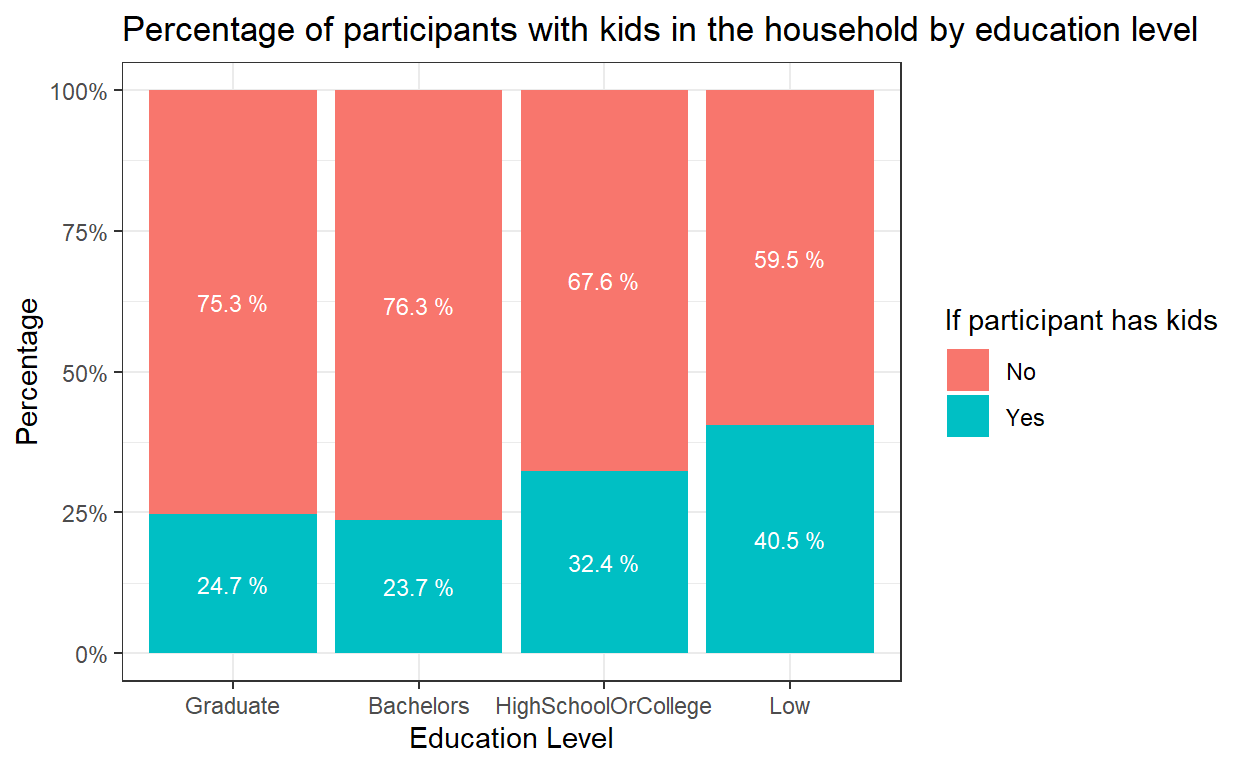 Percentage of participants with kids in the household by education level
Percentage
100%
75%
50%
25%
0%
75.3 %
76.3 %
67.6 %
59.5 %
24.7 %
23.7 %
32.4 %
40.5 %
Graduate
Bachelors
HighSchoolOrCollege
Low
Education Level
If participant has kids
No
Yes